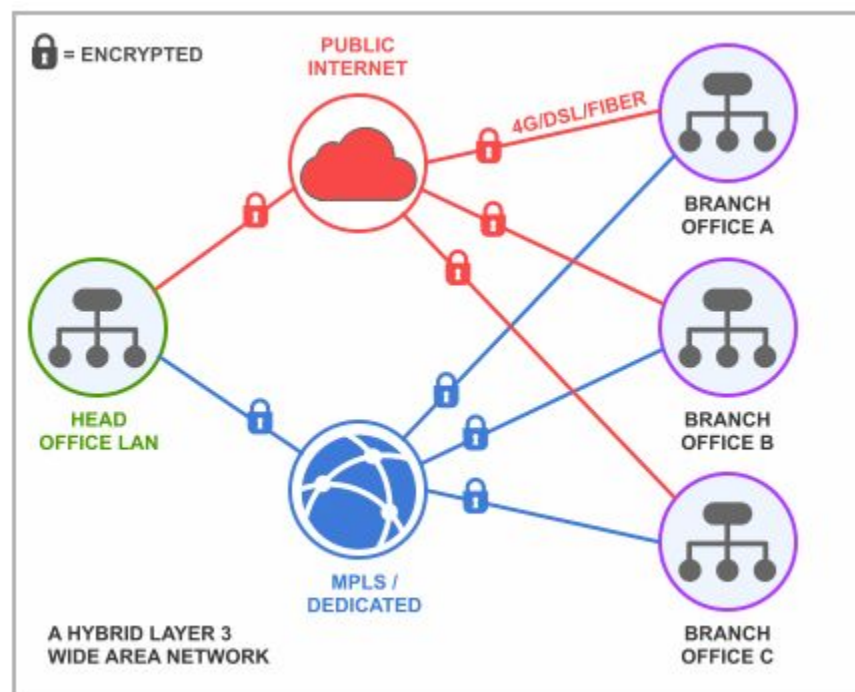 = ENCRYPTED
PUBLIC
INTERNET
4G/DSL/FIBER
BRANCH
OFFICE A
HEAD
OFFICE LAN
BRANCH
OFFICE B
MPLS /
DEDICATED
A HYBRID LAYER 3
WIDE AREA NETWORK
BRANCH
OFFICE C